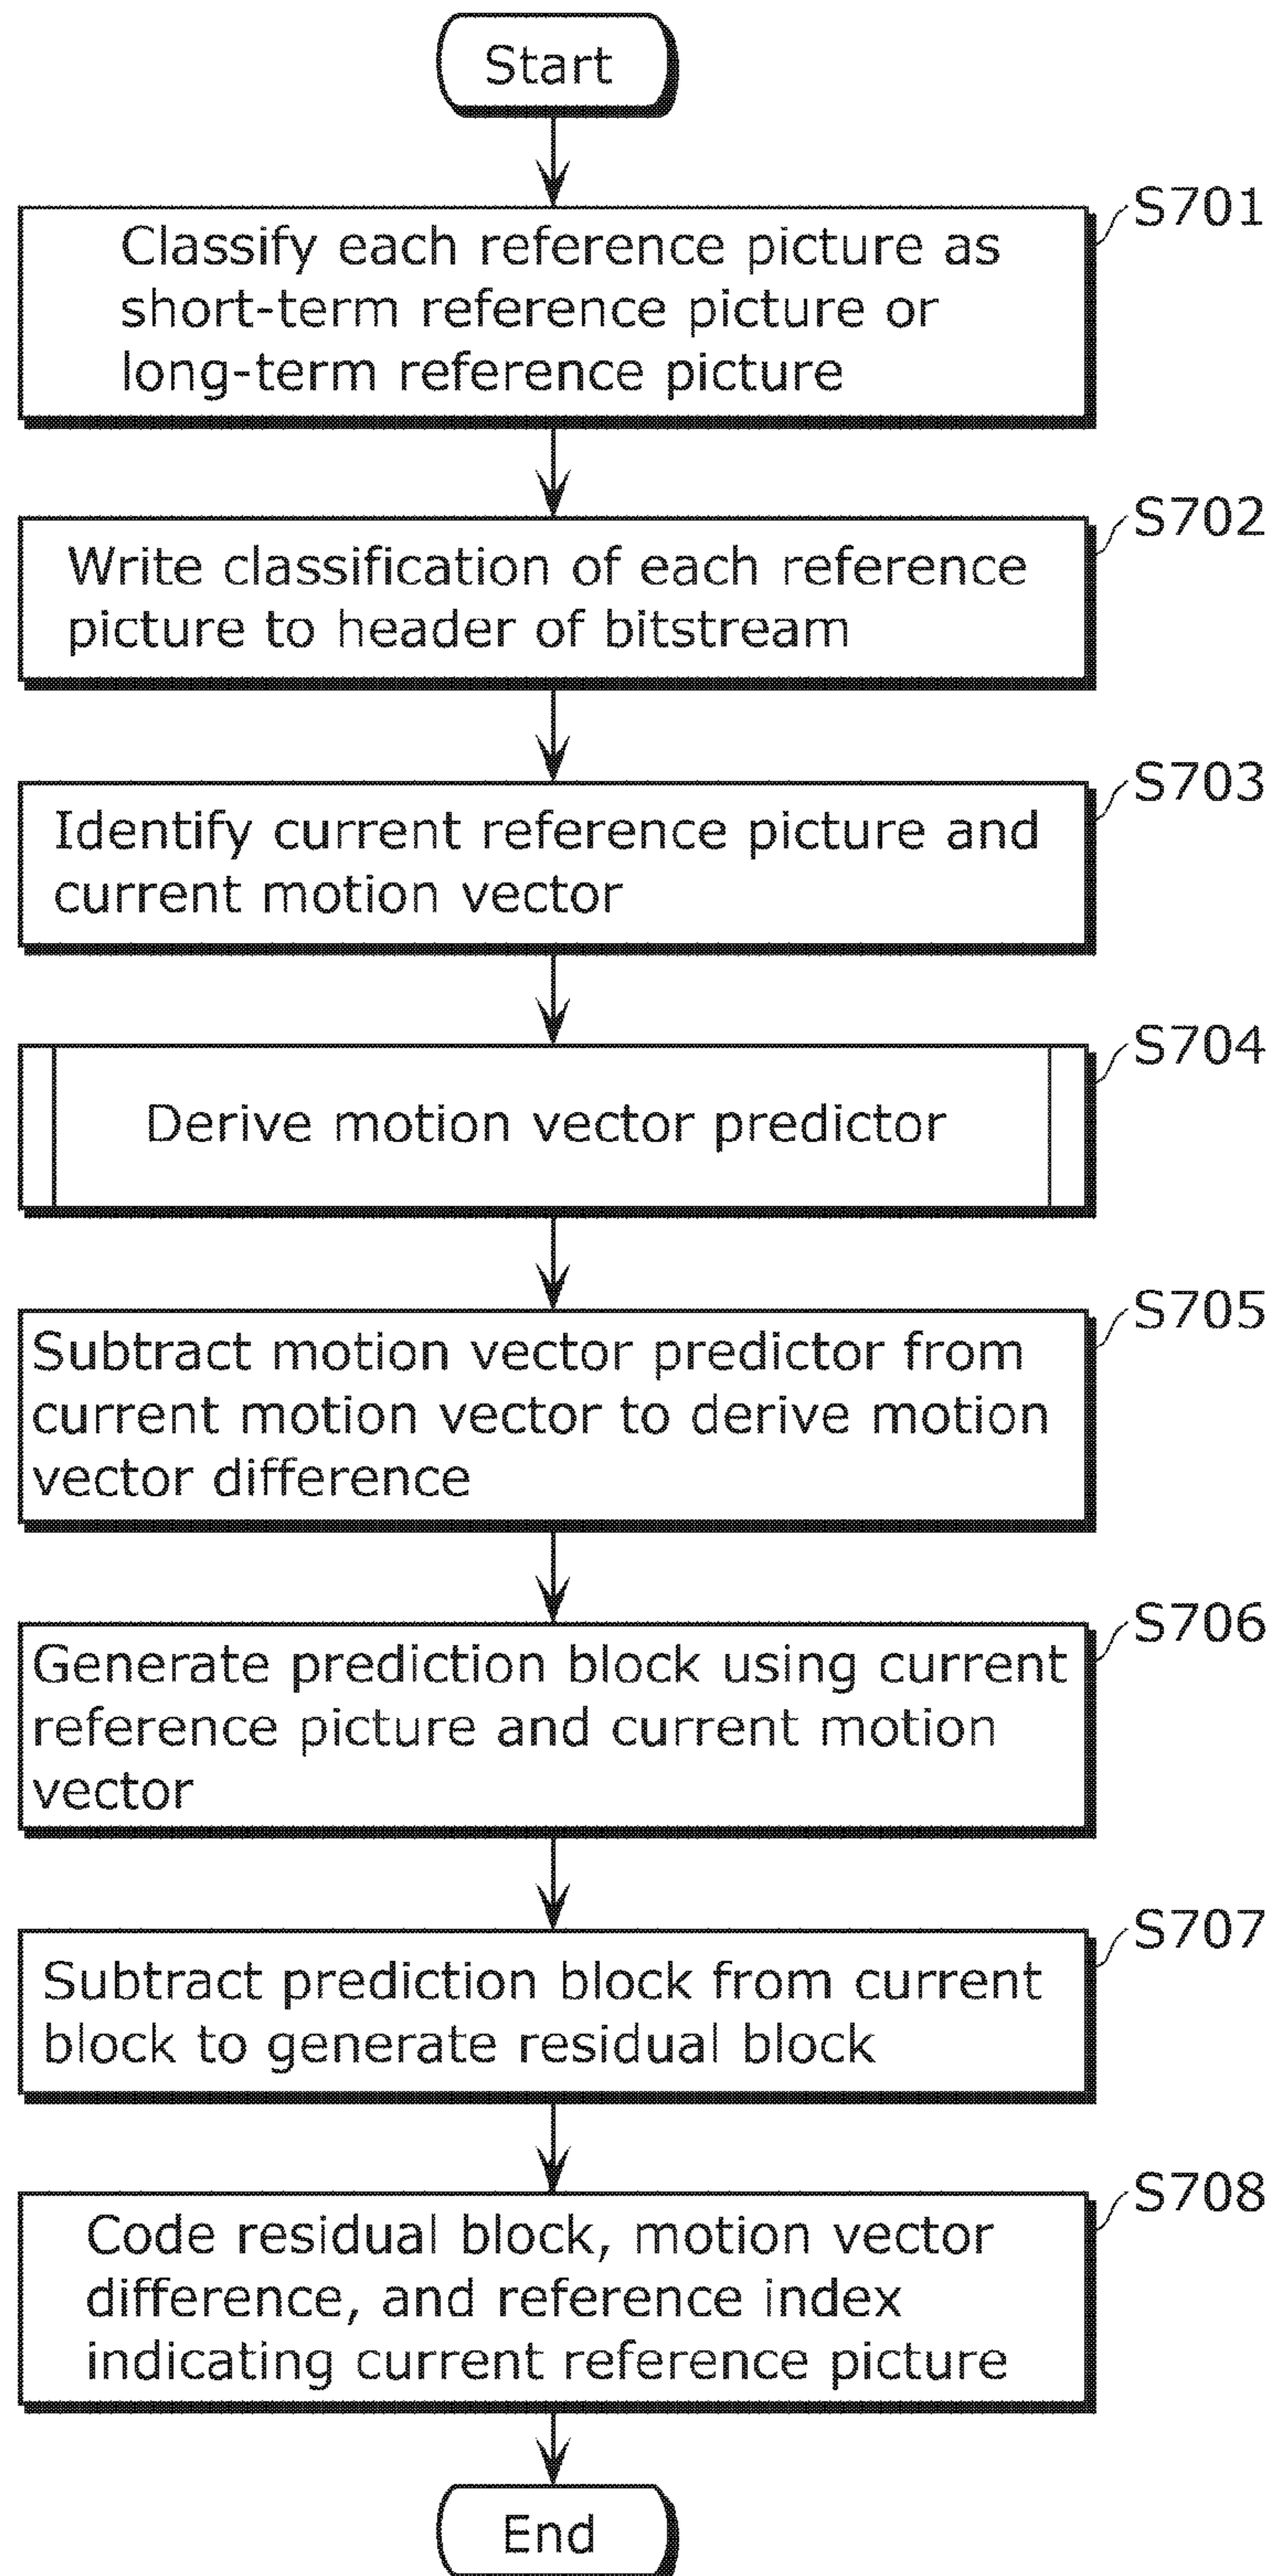 Start
S701
Classify each reference picture as
short-term reference picture or
long-term reference picture
S702
Write classification of each reference
picture to header of bitstream
S703
Identify current reference picture and
current motion vector
S704
Derive motion vector predictor
S705
Subtract motion vector predictor from
current motion vector to derive motion
vector difference
S706
Generate prediction block using current
reference picture and current motion
vector
S707
Subtract prediction block from current
block to generate residual block
S708
Code residual block, motion vector
difference, and reference index
indicating current reference picture
End